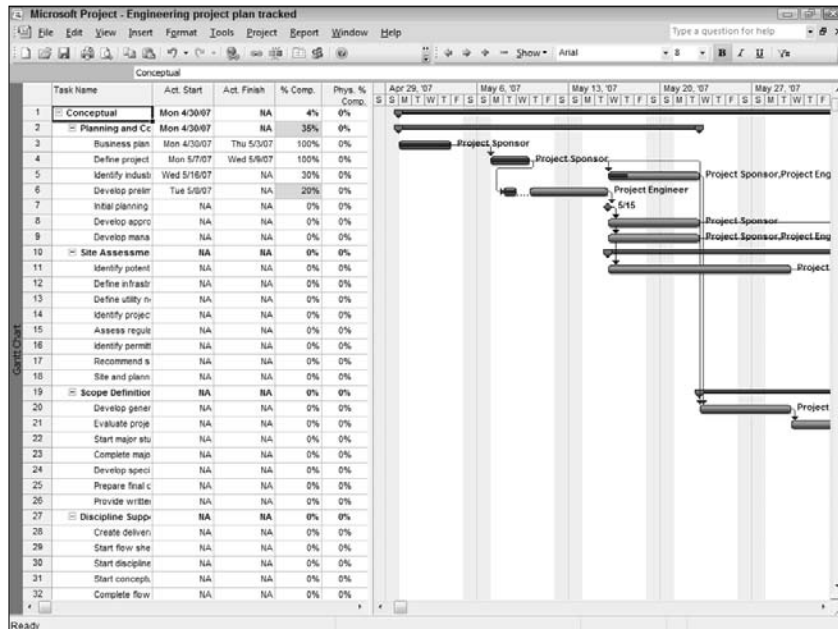 Microsoft Project - Engineering project plan tracked
File Edit View Insert Format Tools Project Report Window Help
Type a question for help
Show Arial 8 B I U
Conceptual
Task Name Act. Start Act. Finish % Comp. Phys. % Comp. Apr 29, '07 May 6, '07 May 13, '07 May 20, '07 May 27, '07
S S M T W T F S S M T W T F S S M T W T F S S M T W T F S S M T W T F S
1 Conceptual Mon 4/30/07 NA 4% 0%
2 Planning and Cc Mon 4/30/07 NA 35% 0%
3 Business plan Mon 4/30/07 Thu 5/3/07 100% 0% Project Sponsor
4 Define project Mon 5/7/07 Wed 5/9/07 100% 0% Project Sponsor
5 Identify industr Wed 5/16/07 NA 30% 0% Project Sponsor,Project Eng
6 Develop prelim Tue 5/8/07 NA 20% 0% Project Engineer
7 Initial planning NA NA 0% 0% 5/15
8 Develop appro NA NA 0% 0% Project Sponsor
9 Develop mana NA NA 0% 0% Project Sponsor,Project Eng
10 Site Assessme NA NA 0% 0%
11 Identify potent NA NA 0% 0% Project
12 Define infrastr NA NA 0% 0%
13 Define utility n NA NA 0% 0%
14 Identify projec NA NA 0% 0%
15 Assess regula NA NA 0% 0%
16 Identify permitt NA NA 0% 0%
17 Recommend s NA NA 0% 0%
18 Site and plann NA NA 0% 0%
19 Scope Definition NA NA 0% 0%
20 Develop gener NA NA 0% 0% Project
21 Evaluate proje NA NA 0% 0%
22 Start major stu NA NA 0% 0%
23 Complete majo NA NA 0% 0%
24 Develop speci NA NA 0% 0%
25 Prepare final c NA NA 0% 0%
26 Provide writte NA NA 0% 0%
27 Discipline Supp NA NA 0% 0%
28 Create deliver NA NA 0% 0%
29 Start flow she NA NA 0% 0%
30 Start discipline NA NA 0% 0%
31 Start concept NA NA 0% 0%
32 Complete flow NA NA 0% 0%
Gantt Chart
Ready